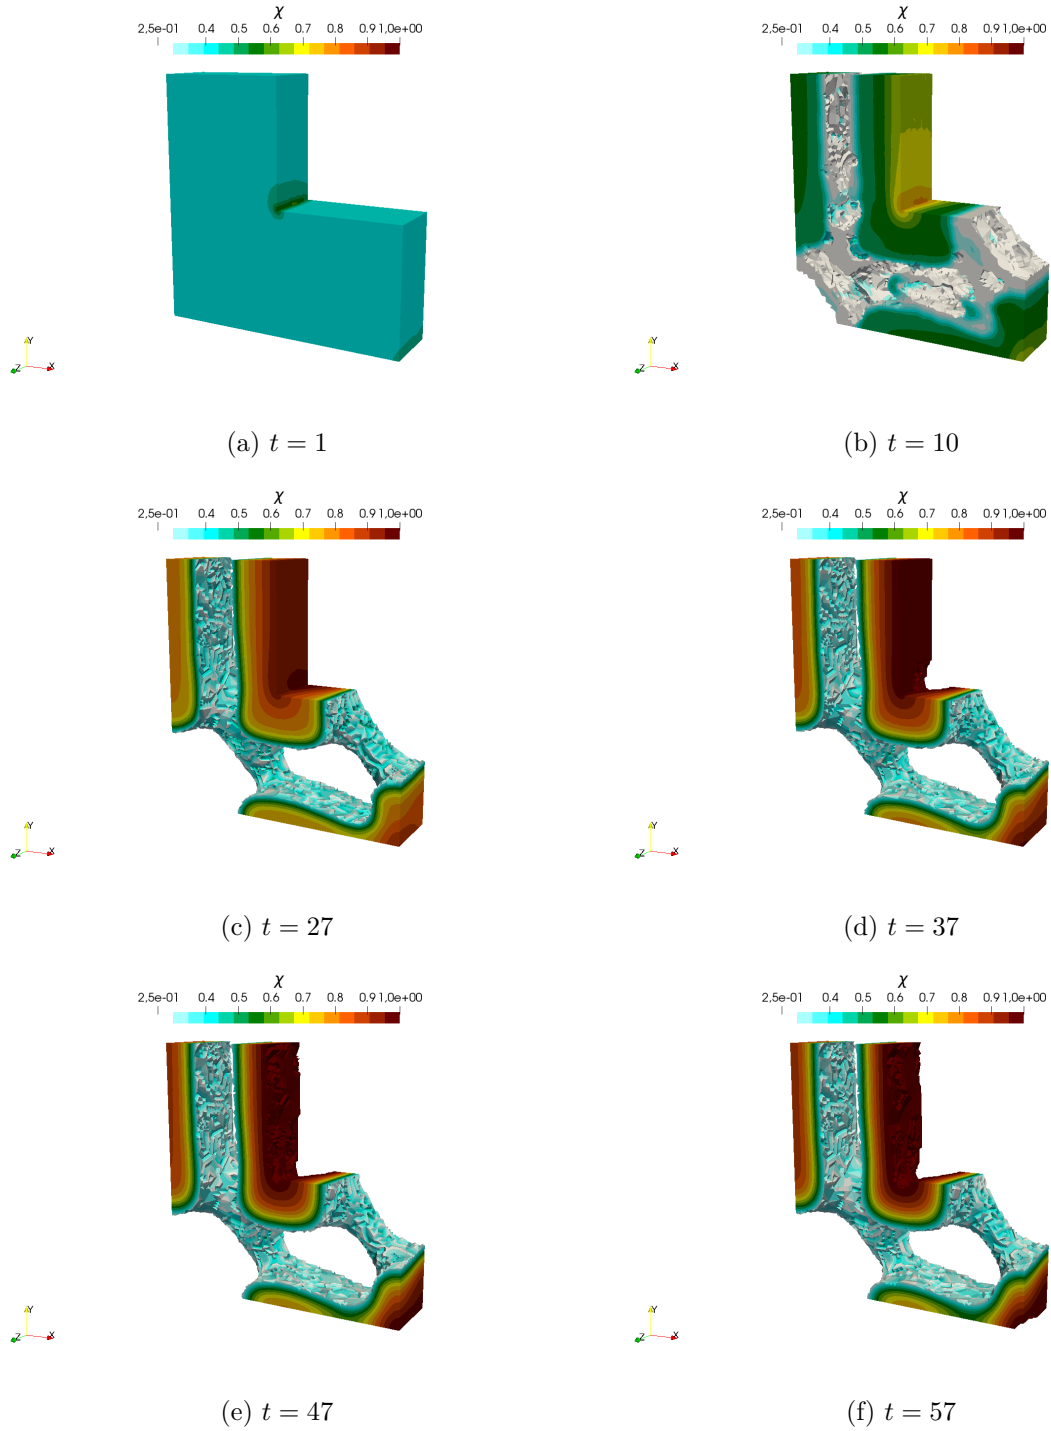 χ χ
2,5e-01 0.4 0.5 0.6 0.7 0.8 0.9 1,0e+00 2,5e-01 0.4 0.5 0.6 0.7 0.8 0.9 1,0e+00
Y Z X Y Z X
(a) t = 1 (b) t = 10
χ χ
2,5e-01 0.4 0.5 0.6 0.7 0.8 0.9 1,0e+00 2,5e-01 0.4 0.5 0.6 0.7 0.8 0.9 1,0e+00
Y Z X Y Z X
(c) t = 27 (d) t = 37
χ χ
2,5e-01 0.4 0.5 0.6 0.7 0.8 0.9 1,0e+00 2,5e-01 0.4 0.5 0.6 0.7 0.8 0.9 1,0e+00
Y Z X Y Z X
(e) t = 47 (f) t = 57